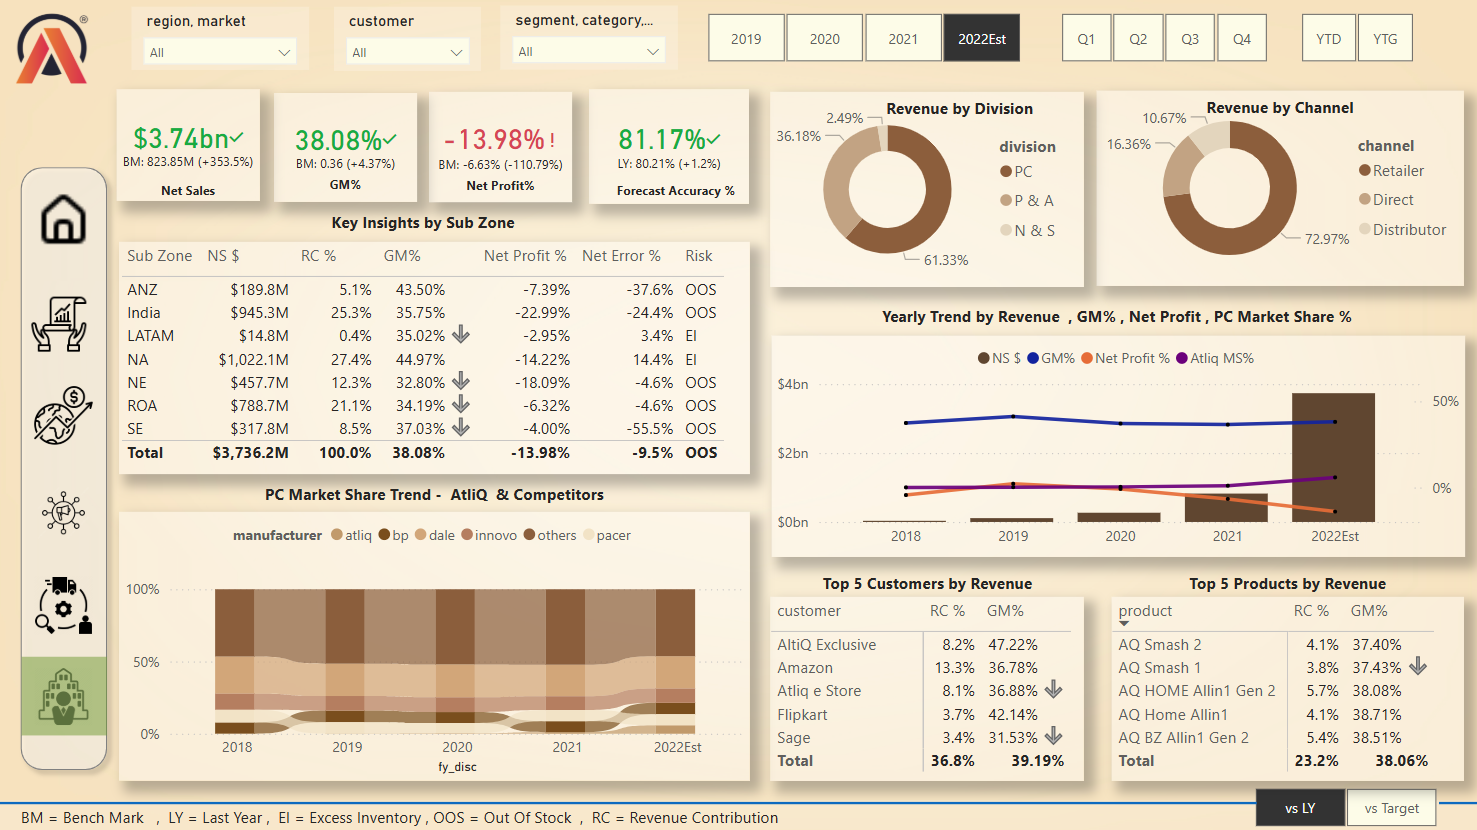 ®
region, market
All
customer
All
segment, category,...
All
2019
2020
2021
2022Est
Q1
Q2
Q3
Q4
YTD
YTG
$3.74bn
BM: 823.85M (+353.5%)
Net Sales
38.08%
BM: 0.36 (+4.37%)
GM%
-13.98% !
BM: -6.63% (-110.79%)
Net Profit%
81.17%
LY: 80.21% (+1.2%)
Forecast Accuracy %
Revenue by Division
2.49%
36.18%
61.33%
division
PC
P & A
N & S
Revenue by Channel
10.67%
16.36%
72.97%
channel
Retailer
Direct
Distributor
Key Insights by Sub Zone
Sub Zone NS $ RC % GM% Net Profit % Net Error % Risk
ANZ $189.8M 5.1% 43.50% -7.39% -37.6% OOS
India $945.3M 25.3% 35.75% -22.99% -24.4% OOS
LATAM $14.8M 0.4% 35.02% -2.95% 3.4% EI
NA $1,022.1M 27.4% 44.97% -14.22% 14.4% EI
NE $457.7M 12.3% 32.80% -18.09% -4.6% OOS
ROA $788.7M 21.1% 34.19% -6.32% -4.6% OOS
SE $317.8M 8.5% 37.03% -4.00% -55.5% OOS
Total $3,736.2M 100.0% 38.08% -13.98% -9.5% OOS
Yearly Trend by Revenue , GM% , Net Profit , PC Market Share %
NS $ GM% Net Profit % Atliq MS%
$4bn
$2bn
$0bn
50%
0%
2018 2019 2020 2021 2022Est
PC Market Share Trend - AtliQ & Competitors
manufacturer atliq bp dale innovo others pacer
100%
50%
0%
2018 2019 2020 2021 2022Est
fy_disc
Top 5 Customers by Revenue
customer RC % GM%
AltiQ Exclusive 8.2% 47.22%
Amazon 13.3% 36.78%
Atliq e Store 8.1% 36.88%
Flipkart 3.7% 42.14%
Sage 3.4% 31.53%
Total 36.8% 39.19%
Top 5 Products by Revenue
product RC % GM%
AQ Smash 2 4.1% 37.40%
AQ Smash 1 3.8% 37.43%
AQ HOME Allin1 Gen 2 5.7% 38.08%
AQ Home Allin1 4.1% 38.71%
AQ BZ Allin1 Gen 2 5.4% 38.51%
Total 23.2% 38.06%
vs LY
vs Target
BM = Bench Mark , LY = Last Year , EI = Excess Inventory , OOS = Out Of Stock , RC = Revenue Contribution